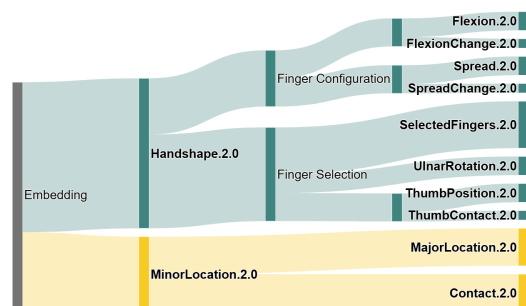 Flexion.2.0
FlexionChange.2.0
Spread.2.0
Finger Configuration
SpreadChange.2.0
SelectedFingers.2.0
Handshape.2.0
UlnarRotation.2.0
Finger Selection
Embedding
ThumbPosition.2.0
ThumbContact.2.0
MajorLocation.2.0
MinorLocation.2.0
Contact.2.0